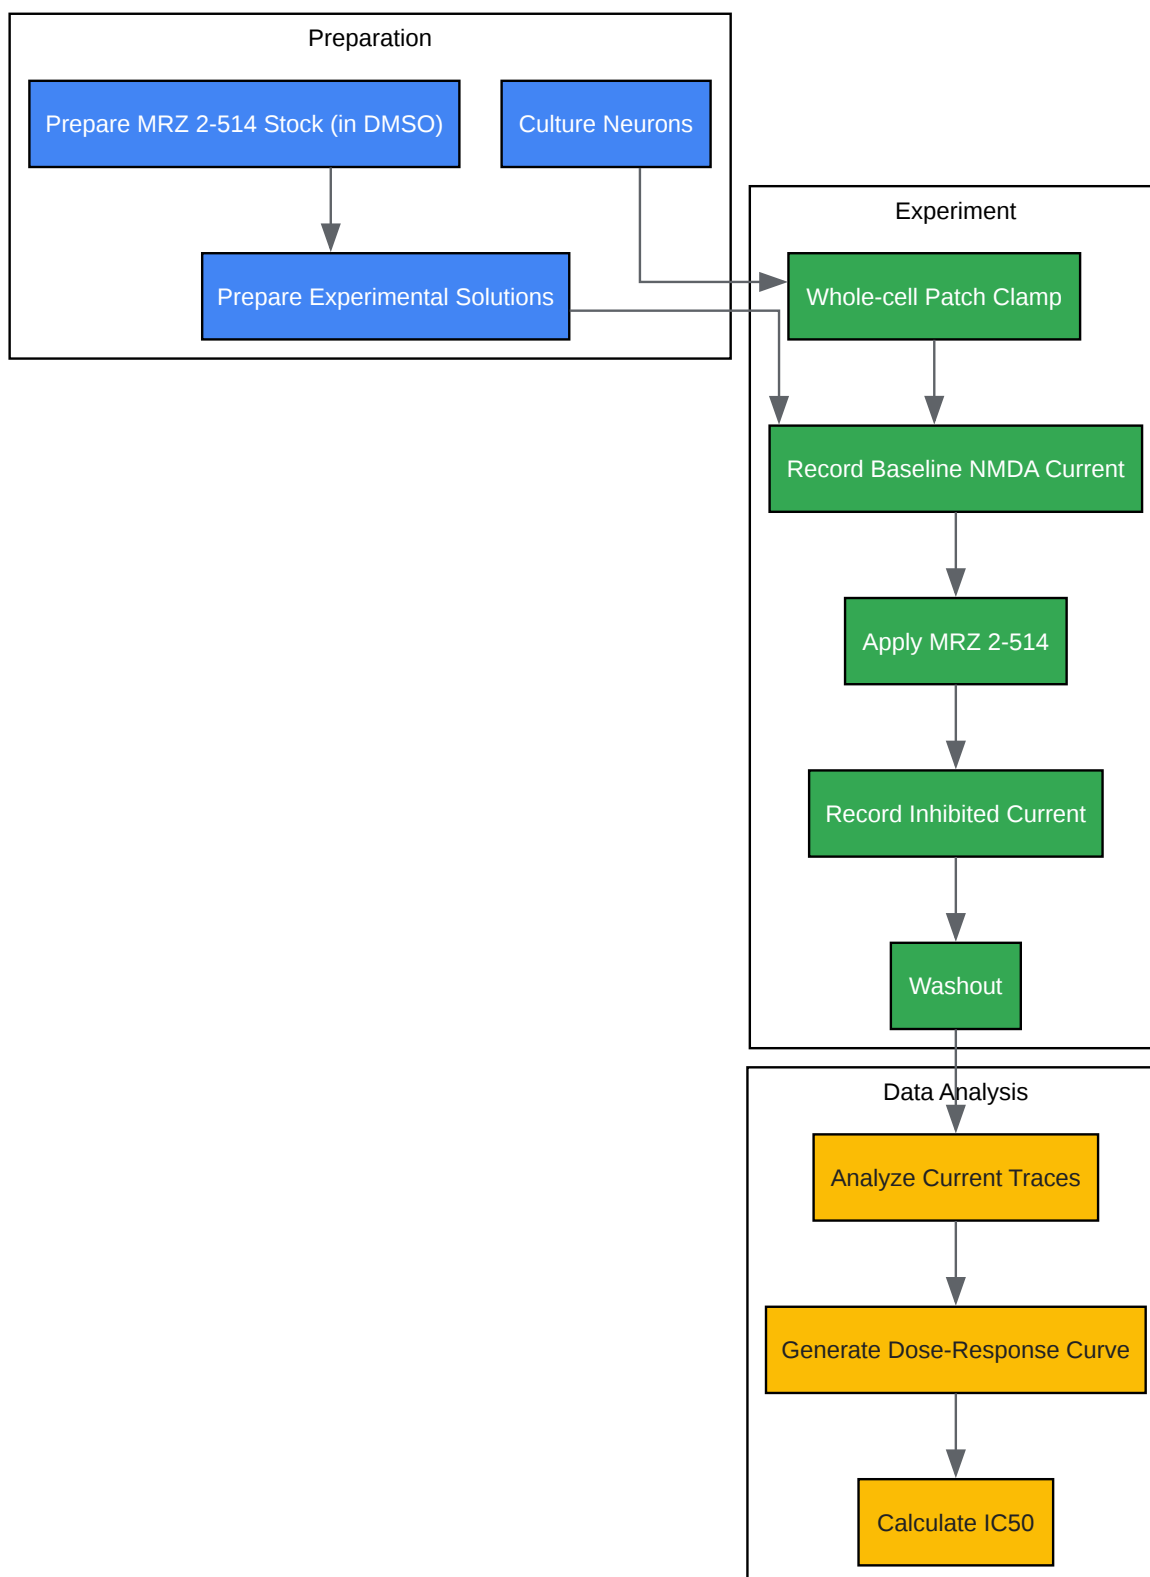 Preparation
Prepare MRZ 2-514 Stock (in DMSO)
Culture Neurons
Prepare Experimental Solutions
Experiment
Whole-cell Patch Clamp
Record Baseline NMDA Current
Apply MRZ 2-514
Record Inhibited Current
Washout
Data Analysis
Analyze Current Traces
Generate Dose-Response Curve
Calculate IC50